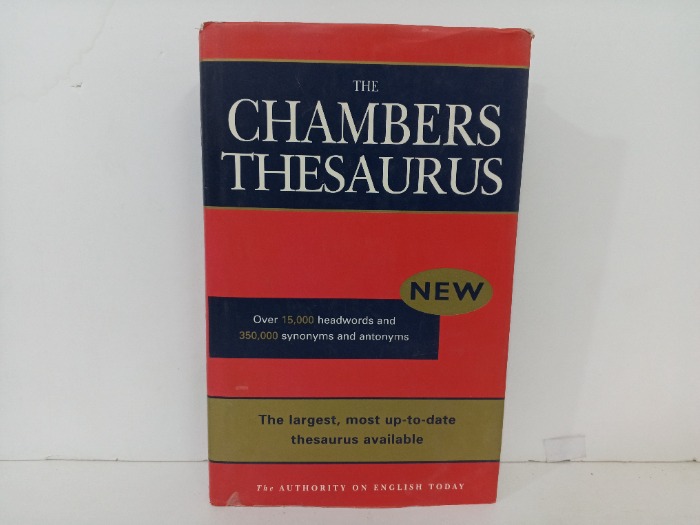 THE
CHAMBERS
THESAURUS
NEW
Over 15,000 headwords and
350,000 synonyms and antonyms
The largest, most up-to-date
thesaurus available
The AUTHORITY ON ENGLISH TODAY